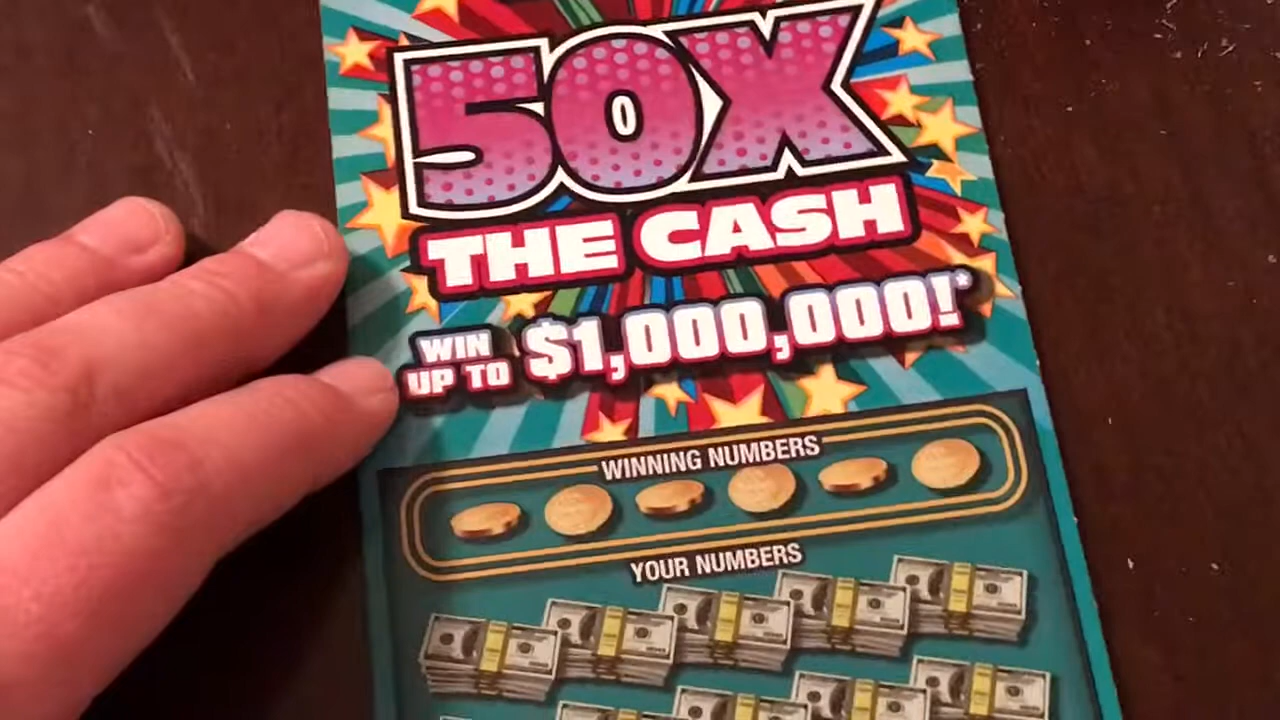 50X
THE CASH
WIN
UP TO $1,000,000!*
WINNING NUMBERS
YOUR NUMBERS